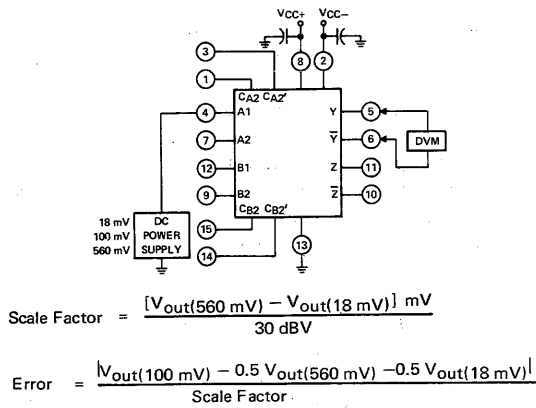 VCC+ VCC−
3
8 2
1
CA2 CA2′
4 A1 Y 5
7 A2 Y̅ 6
DVM
12 B1 Z 11
9 B2 Z̅ 10
CB2 CB2′
18 mV
100 mV
560 mV
DC
POWER
SUPPLY
15
14
13
Scale Factor = [Vout(560 mV) − Vout(18 mV)] mV
30 dBV
Error = |Vout(100 mV) − 0.5 Vout(560 mV) −0.5 Vout(18 mV)|
Scale Factor